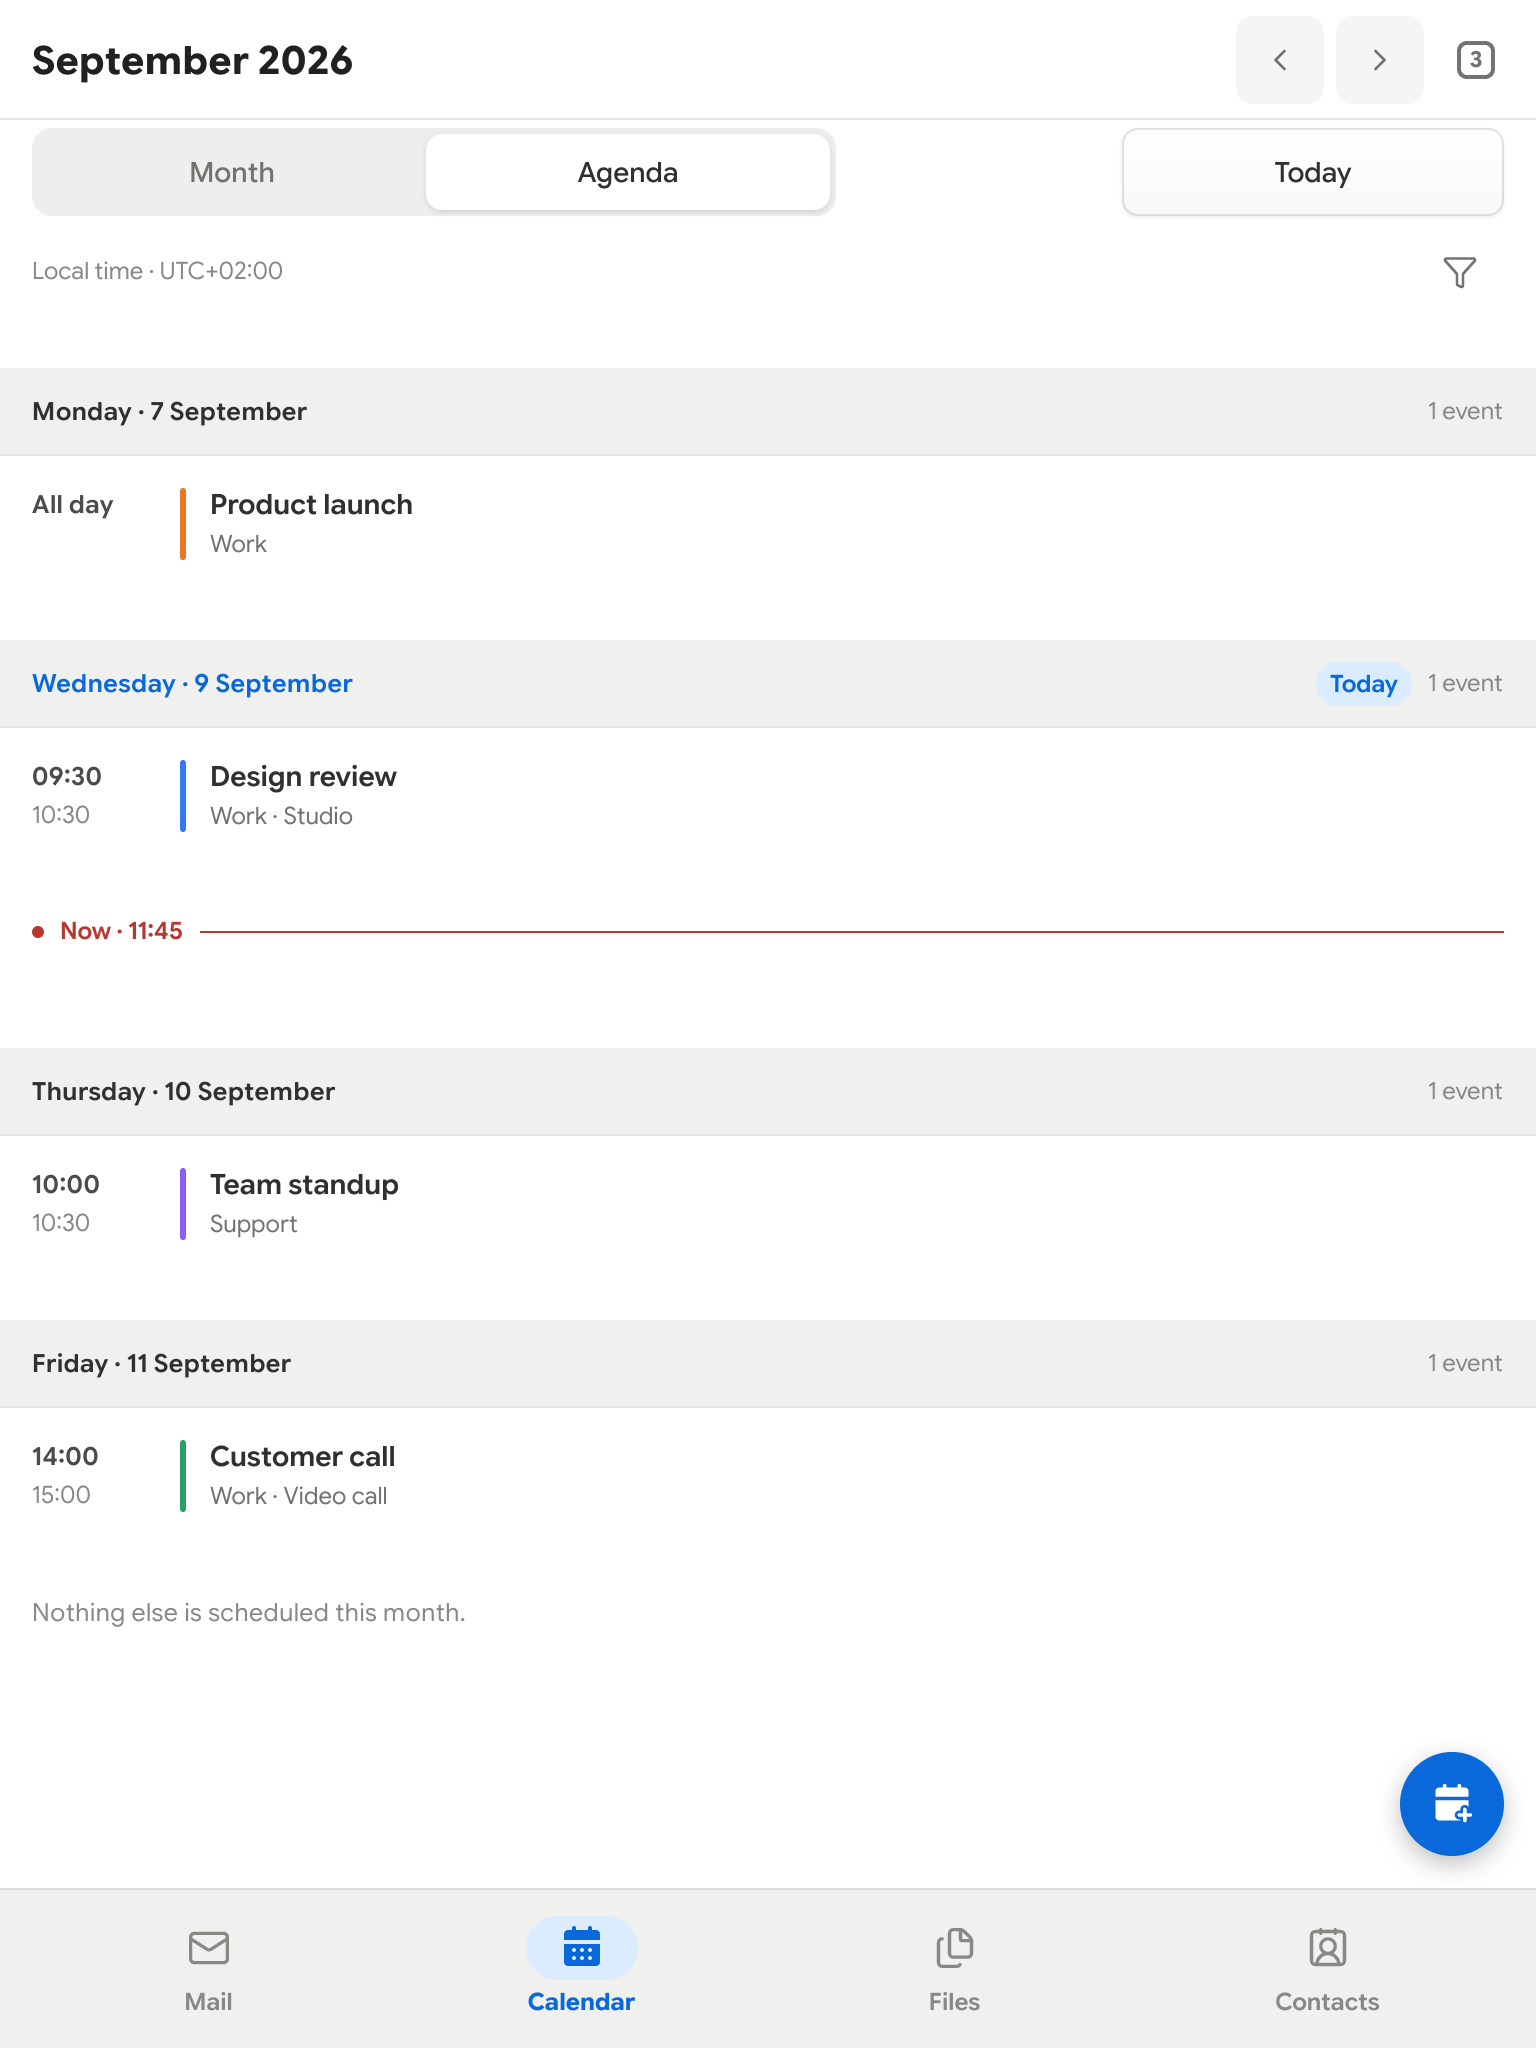 September 2026
3
Month
Agenda
Today
Local time · UTC+02:00
Monday · 7 September
1 event
All day
Product launch
Work
Wednesday · 9 September
Today
1 event
09:30
Design review
10:30
Work · Studio
Now · 11:45
Thursday · 10 September
1 event
10:00
Team standup
10:30
Support
Friday · 11 September
1 event
14:00
Customer call
15:00
Work · Video call
Nothing else is scheduled this month.
Mail
Calendar
Files
Contacts